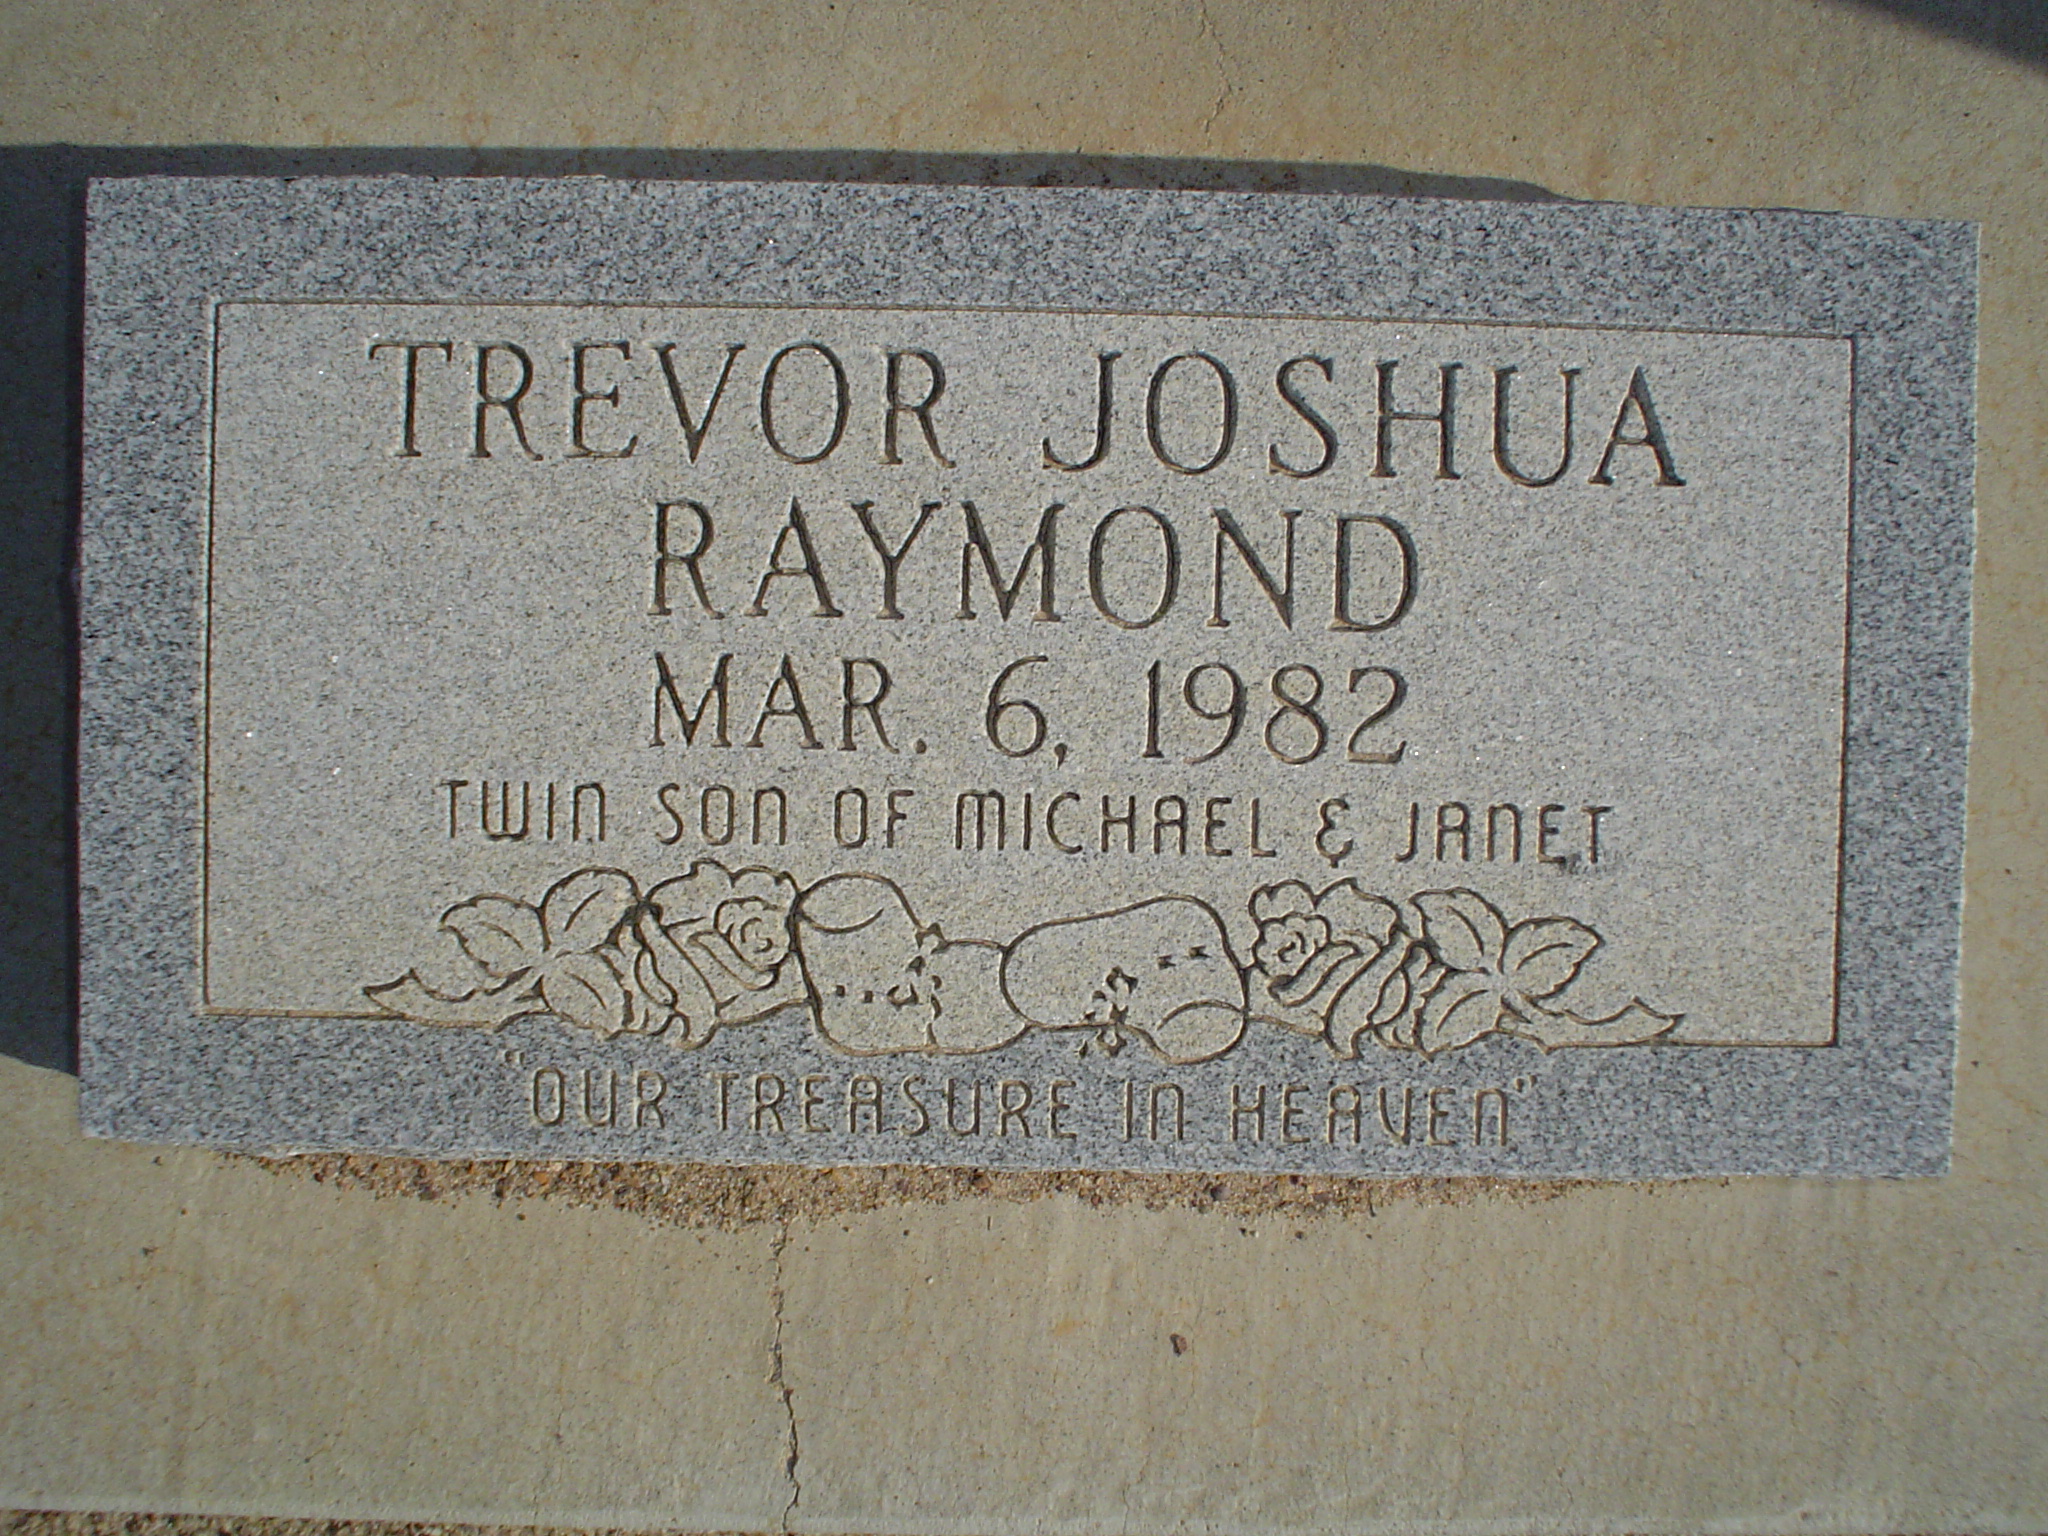 TREVOR JOSHUA
RAYMOND
MAR. 6, 1982
TWIN SON OF MICHAEL & JANET
"OUR TREASURE IN HEAVEN"